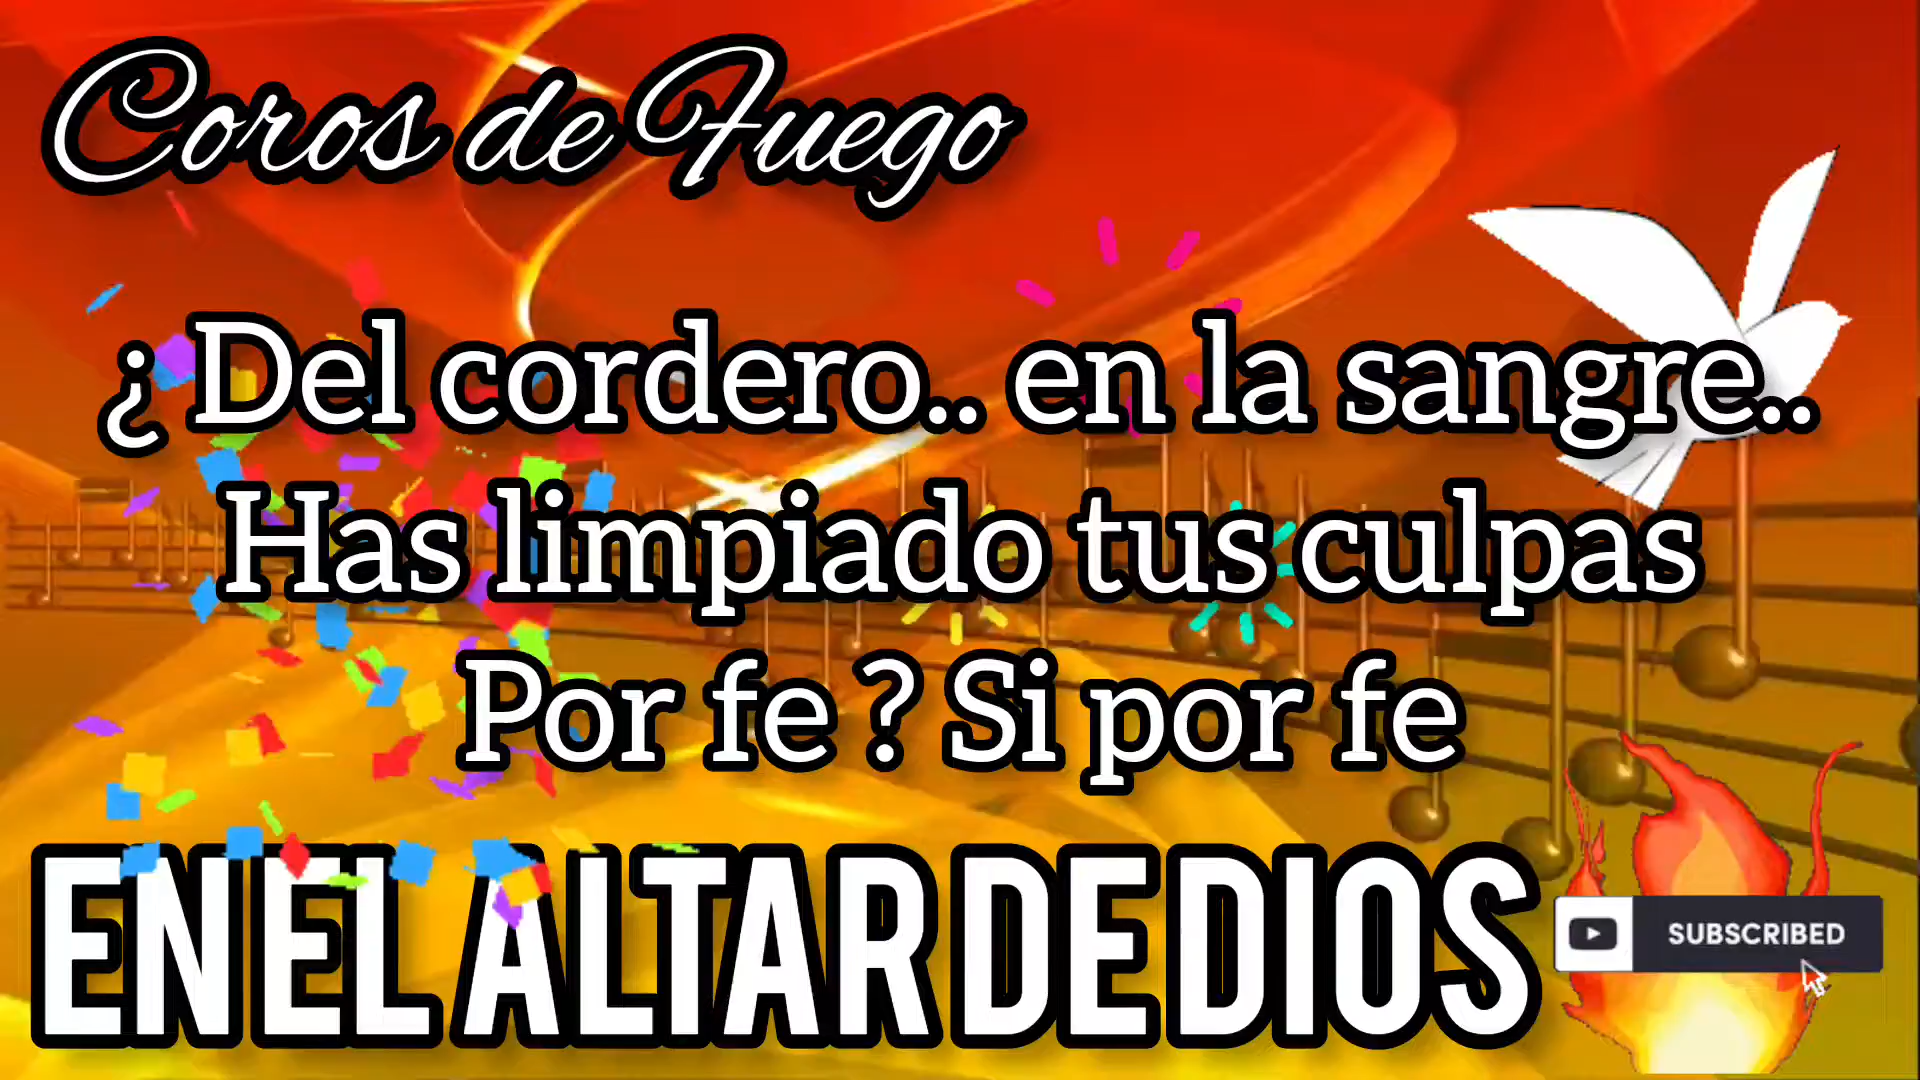 Coros de Fuego
¿ Del cordero.. en la sangre..
Has limpiado tus culpas
Por fe ? Si por fe
EN EL ALTAR DE DIOS
SUBSCRIBED